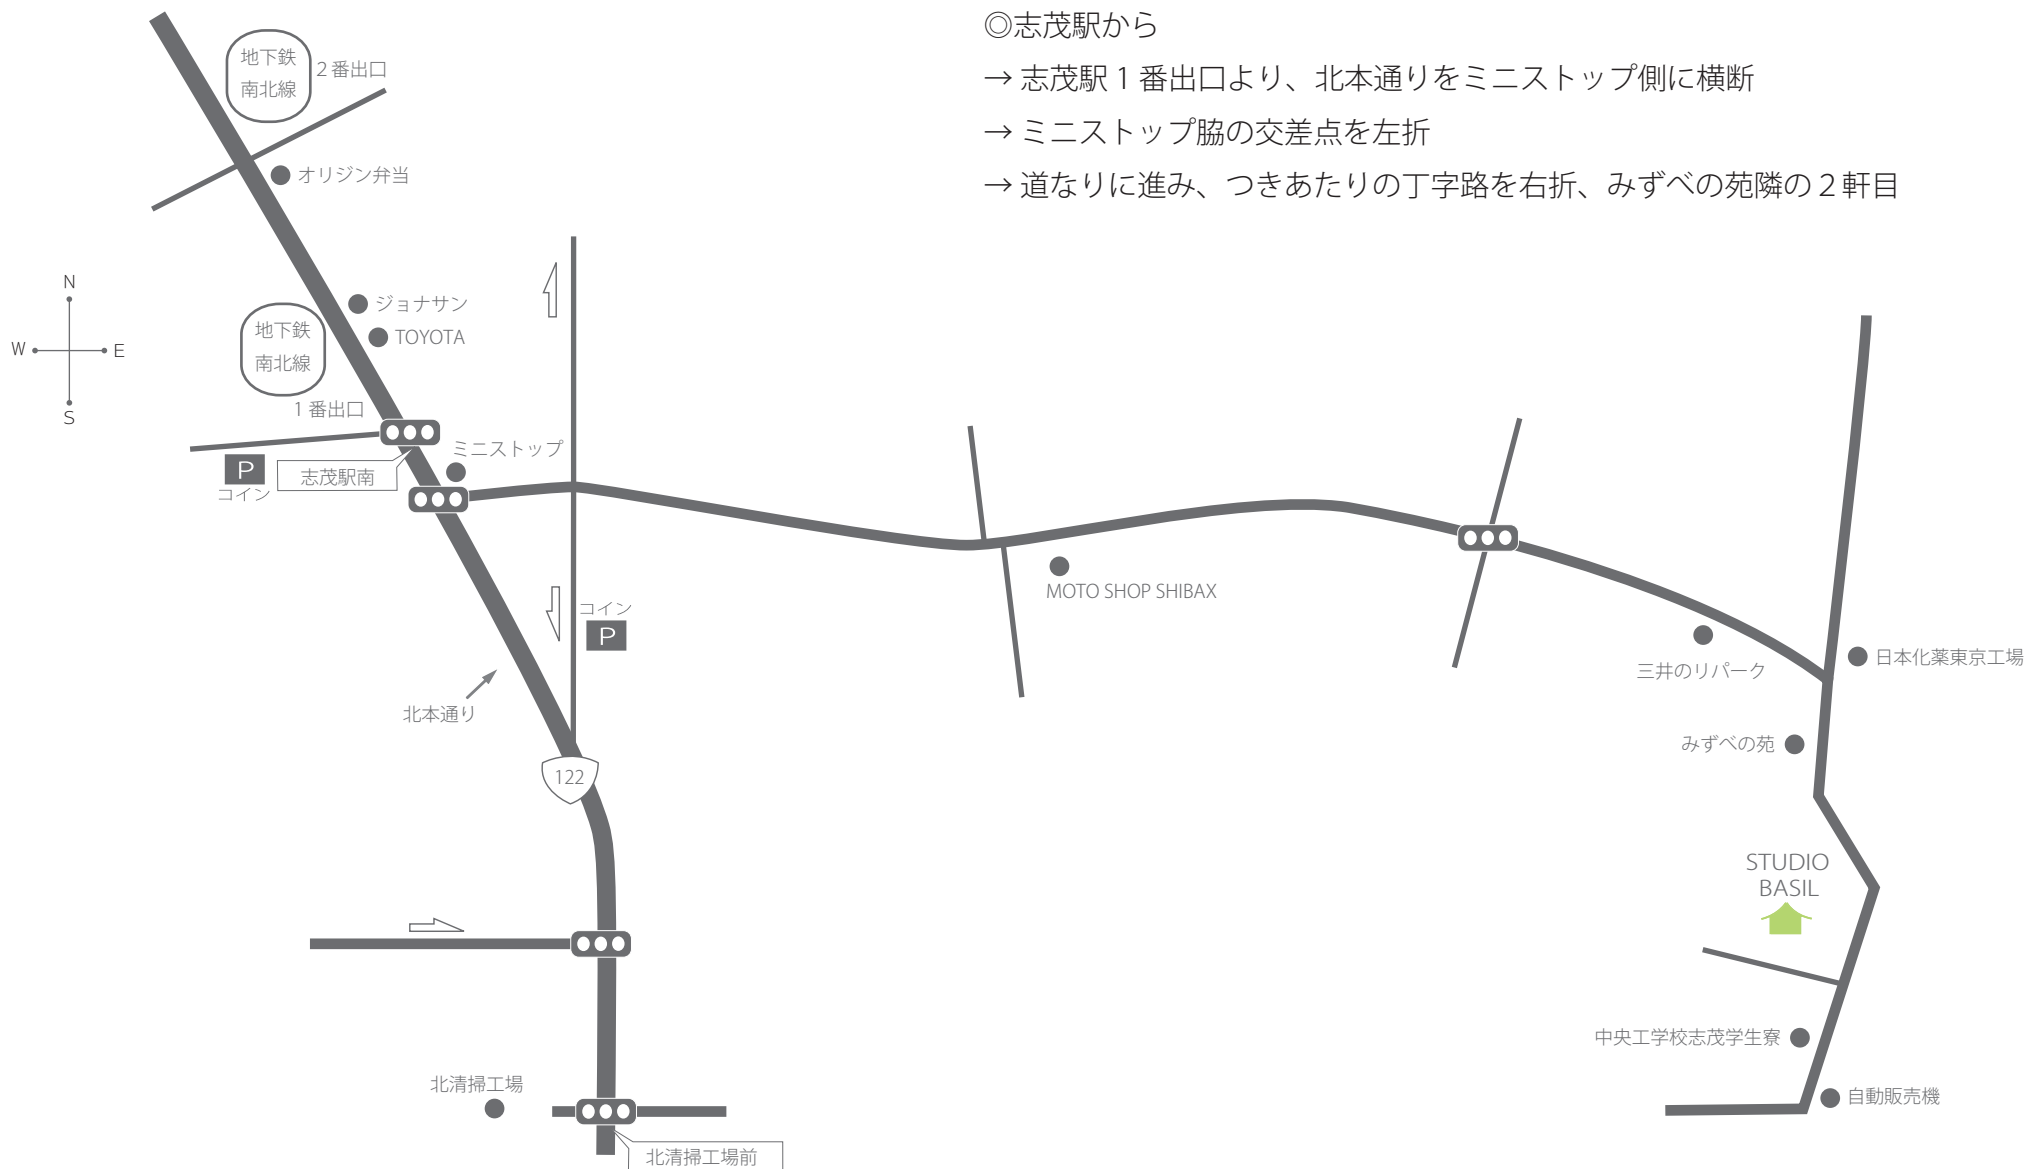 ◎志茂駅から
→ 志茂駅 1 番出口より、北本通りをミニストップ側に横断
→ ミニストップ脇の交差点を左折
→ 道なりに進み、つきあたりの丁字路を右折、みずべの苑隣の２軒目
地下鉄
南北線
2 番出口
オリジン弁当
N
W
E
S
ジョナサン
TOYOTA
地下鉄
南北線
1 番出口
ミニストップ
P
コイン
志茂駅南
コイン
P
MOTO SHOP SHIBAX
三井のリパーク
日本化薬東京工場
北本通り
みずべの苑
122
STUDIO
BASIL
中央工学校志茂学生寮
自動販売機
北清掃工場
北清掃工場前